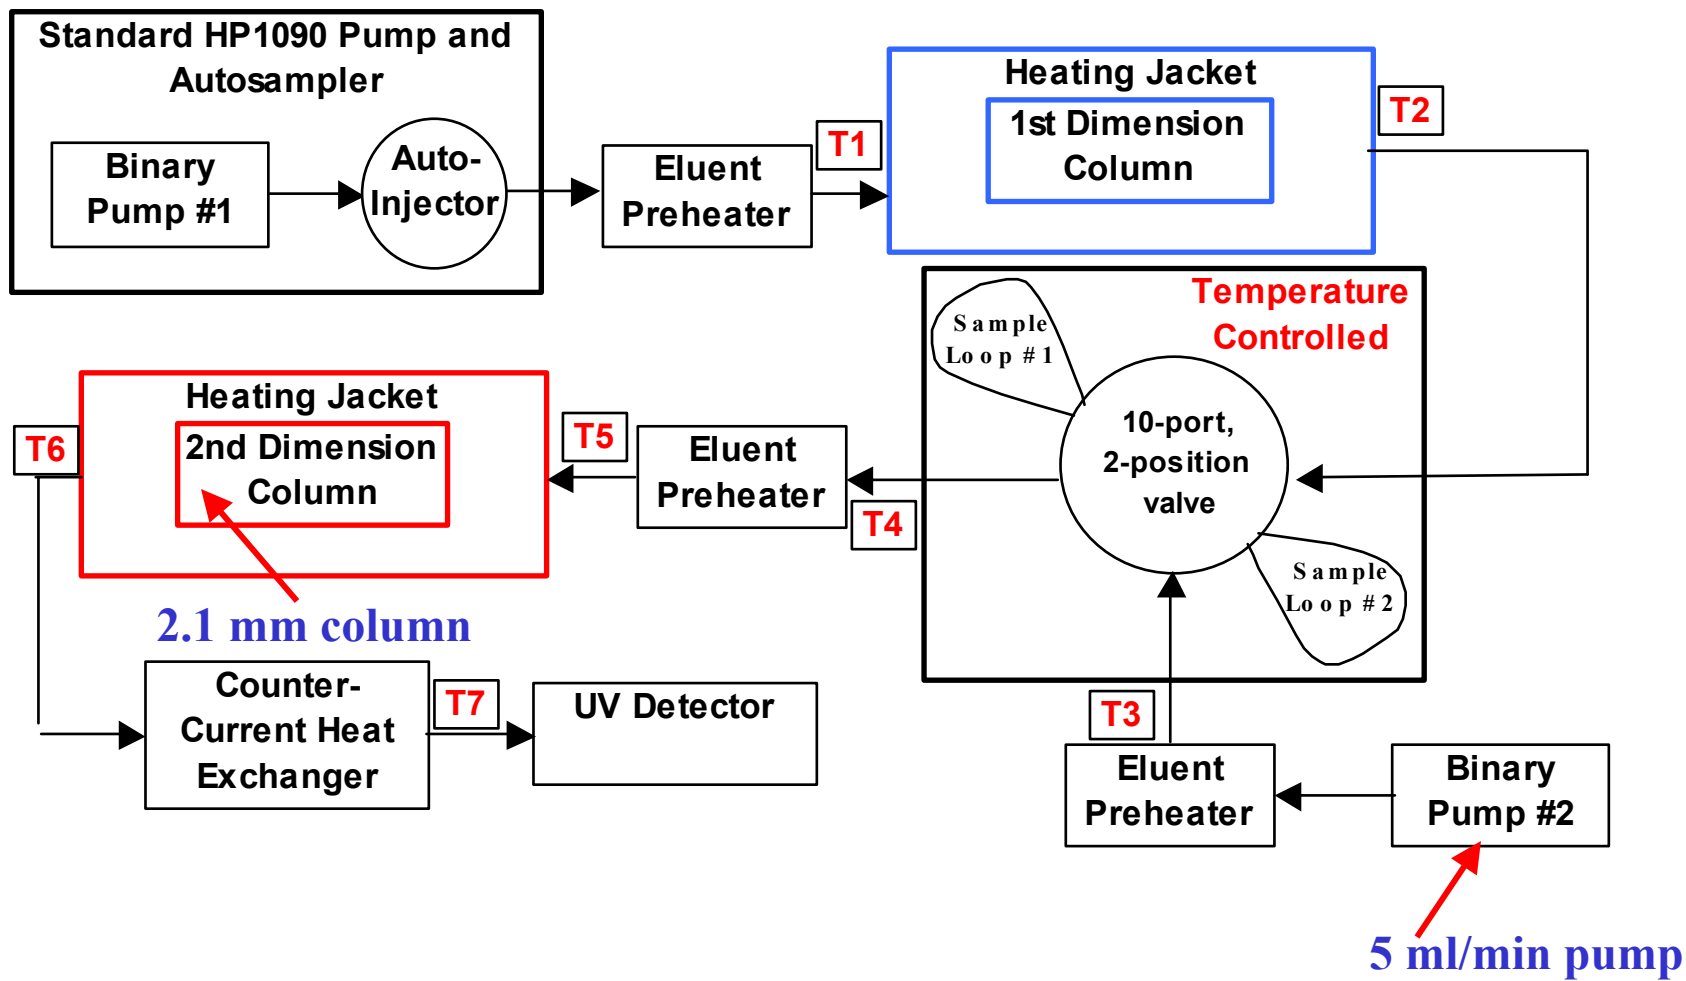 Standard HP1090 Pump and
Autosampler
Binary
Pump #1
Auto-
Injector
Eluent
Preheater
T1
Heating Jacket
1st Dimension
Column
T2
Temperature
Controlled
Sample
Loop #1
10-port,
2-position
valve
Sample
Loop #2
T3
Eluent
Preheater
Binary
Pump #2
5 ml/min pump
T4
Eluent
Preheater
T5
Heating Jacket
2nd Dimension
Column
2.1 mm column
T6
Counter-
Current Heat
Exchanger
T7
UV Detector